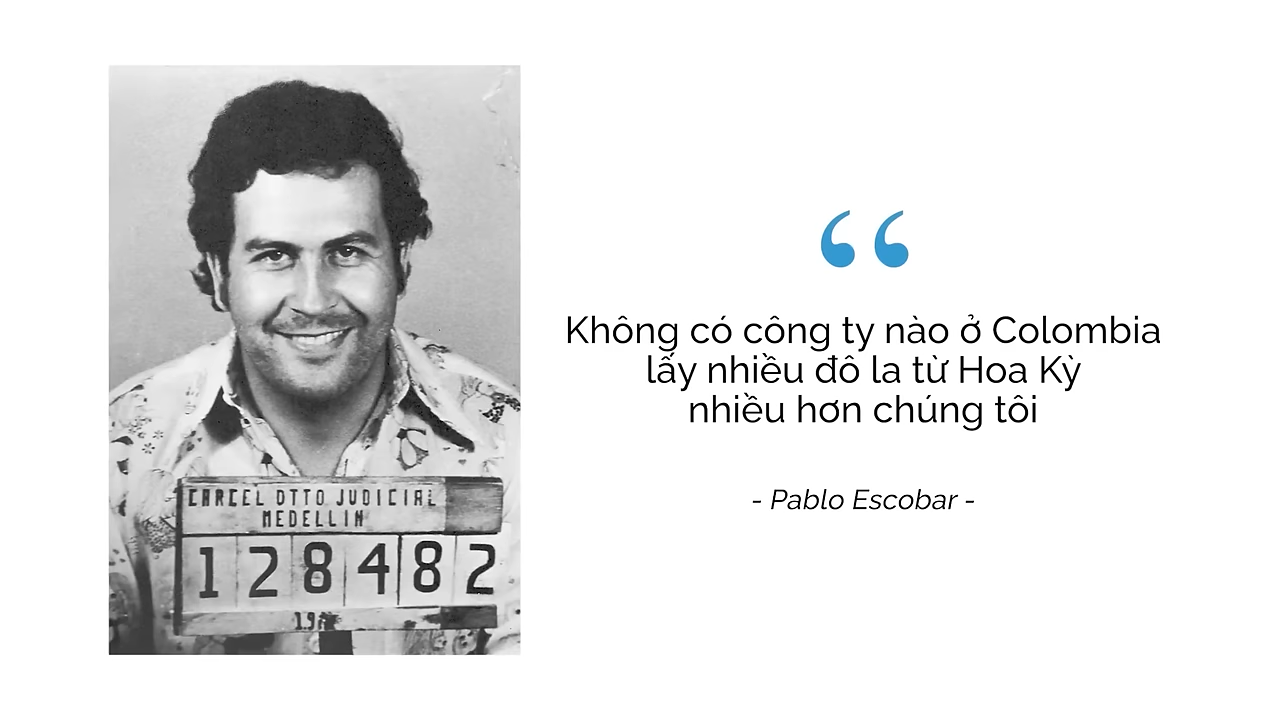 “
Không có công ty nào ở Colombia
lấy nhiều đô la từ Hoa Kỳ
nhiều hơn chúng tôi
- Pablo Escobar -
CARCEL DTTO JUDICIAL
MEDELLIN
128482